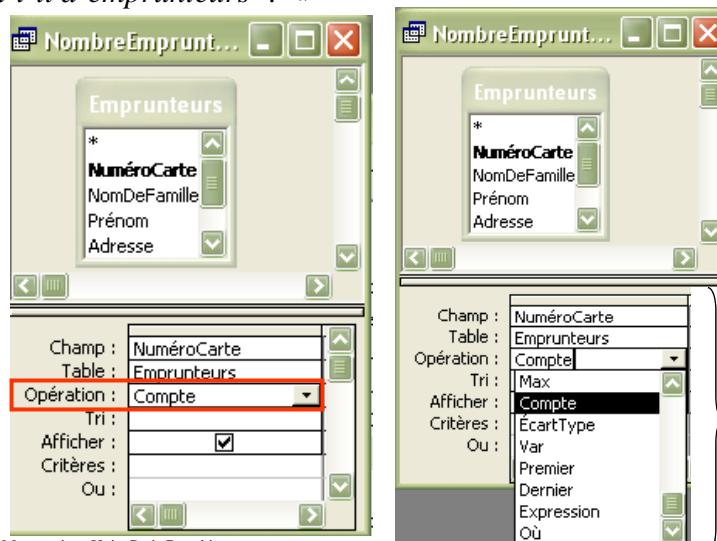 d'emprunteurs
NombreEmprunt...
Emprunteurs
*
NuméroCarte
NomDeFamille
Prénom
Adresse
Champ : NuméroCarte
Table : Emprunteurs
Opération : Compte
Tri :
Afficher :
Critères :
Ou :
NombreEmprunt...
Emprunteurs
*
NuméroCarte
NomDeFamille
Prénom
Adresse
Champ : NuméroCarte
Table : Emprunteurs
Opération : Compte
Tri :
Afficher :
Critères :
Ou :
Max
Compte
ÉcartType
Var
Premier
Dernier
Expression
Où